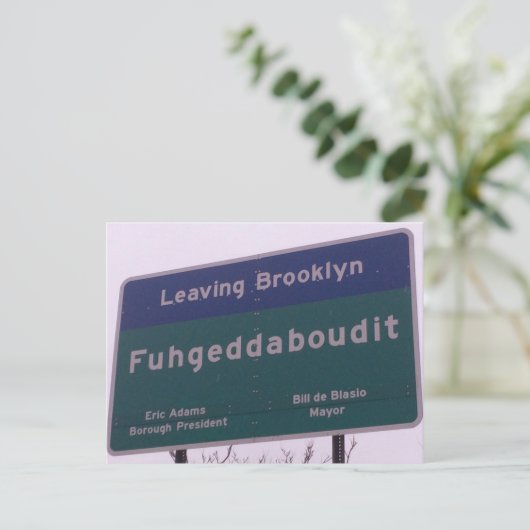 Leaving Brooklyn
Fuhgeddaboudit
Eric Adams
Borough President
Bill de Blasio
Mayor